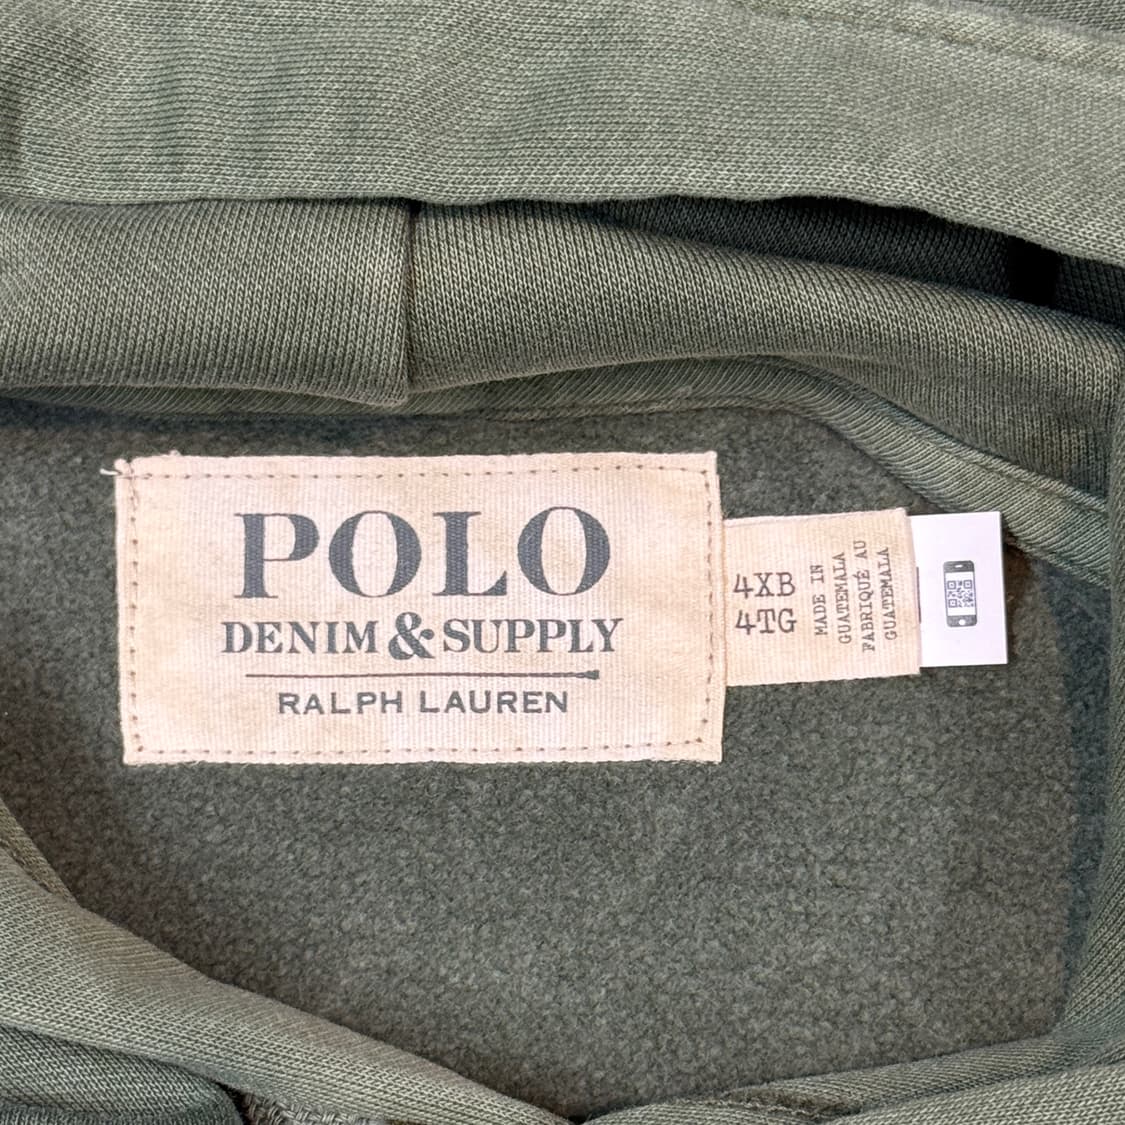 POLO
DENIM & SUPPLY
RALPH LAUREN
4XB
4TG
MADE IN
GUATEMALA
FABRIQUÉ AU
GUATEMALA